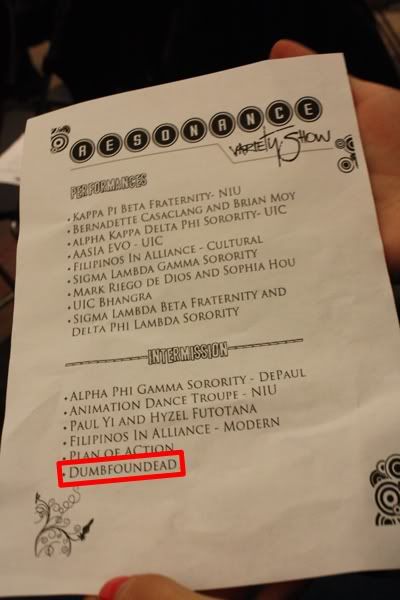 RESONANCE
VARIETY SHOW
PERFORMANCES
• KAPPA PI BETA FRATERNITY- NIU
• BERNADETTE CASACLANG AND BRIAN MOY
• ALPHA KAPPA DELTA PHI SORORITY- UIC
• AASIA EVO - UIC
• FILIPINOS IN ALLIANCE - CULTURAL
• SIGMA LAMBDA GAMMA SORORITY
• MARK RIEGO DE DIOS AND SOPHIA HOU
• UIC BHANGRA
• SIGMA LAMBDA BETA FRATERNITY AND
DELTA PHI LAMBDA SORORITY
INTERMISSION
• ALPHA PHI GAMMA SORORITY - DEPAUL
• ANIMATION DANCE TROUPE - NIU
• PAUL YI AND HYZEL FUTOTANA
• FILIPINOS IN ALLIANCE - MODERN
• PLAN OF ACTION
• DUMBFOUNDEAD